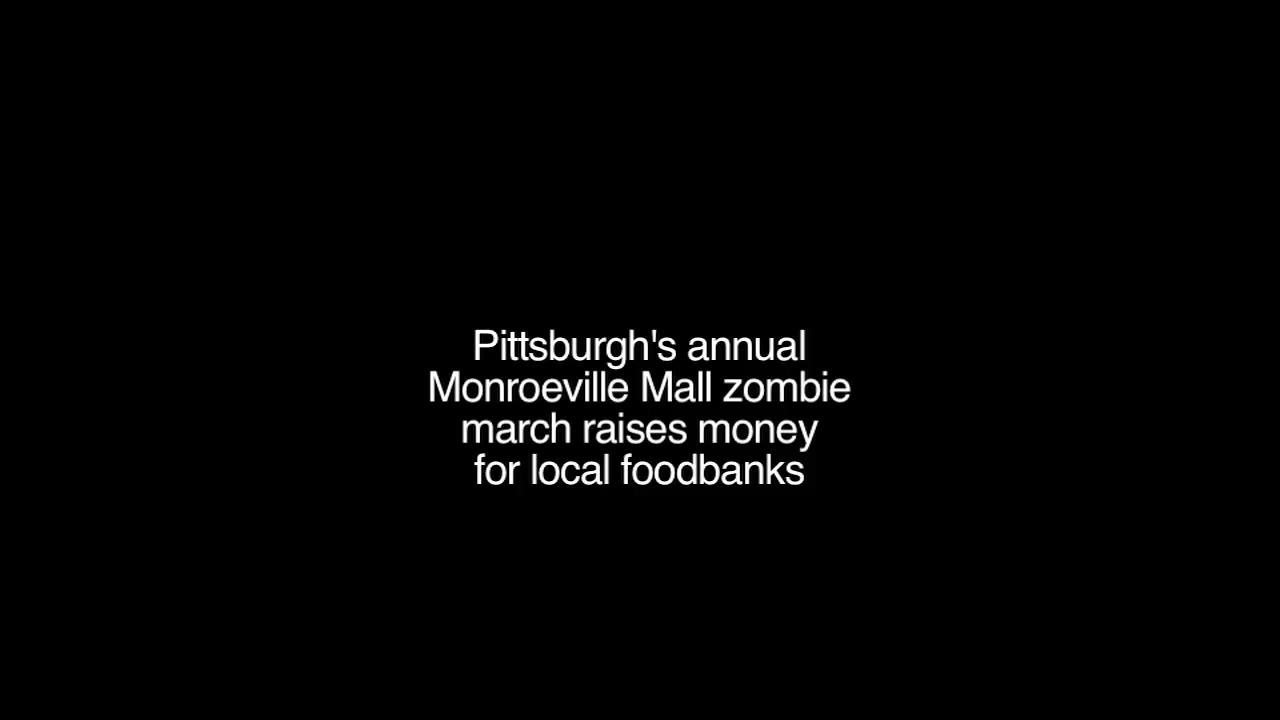 Pittsburgh's annual
Monroeville Mall zombie
march raises money
for local foodbanks